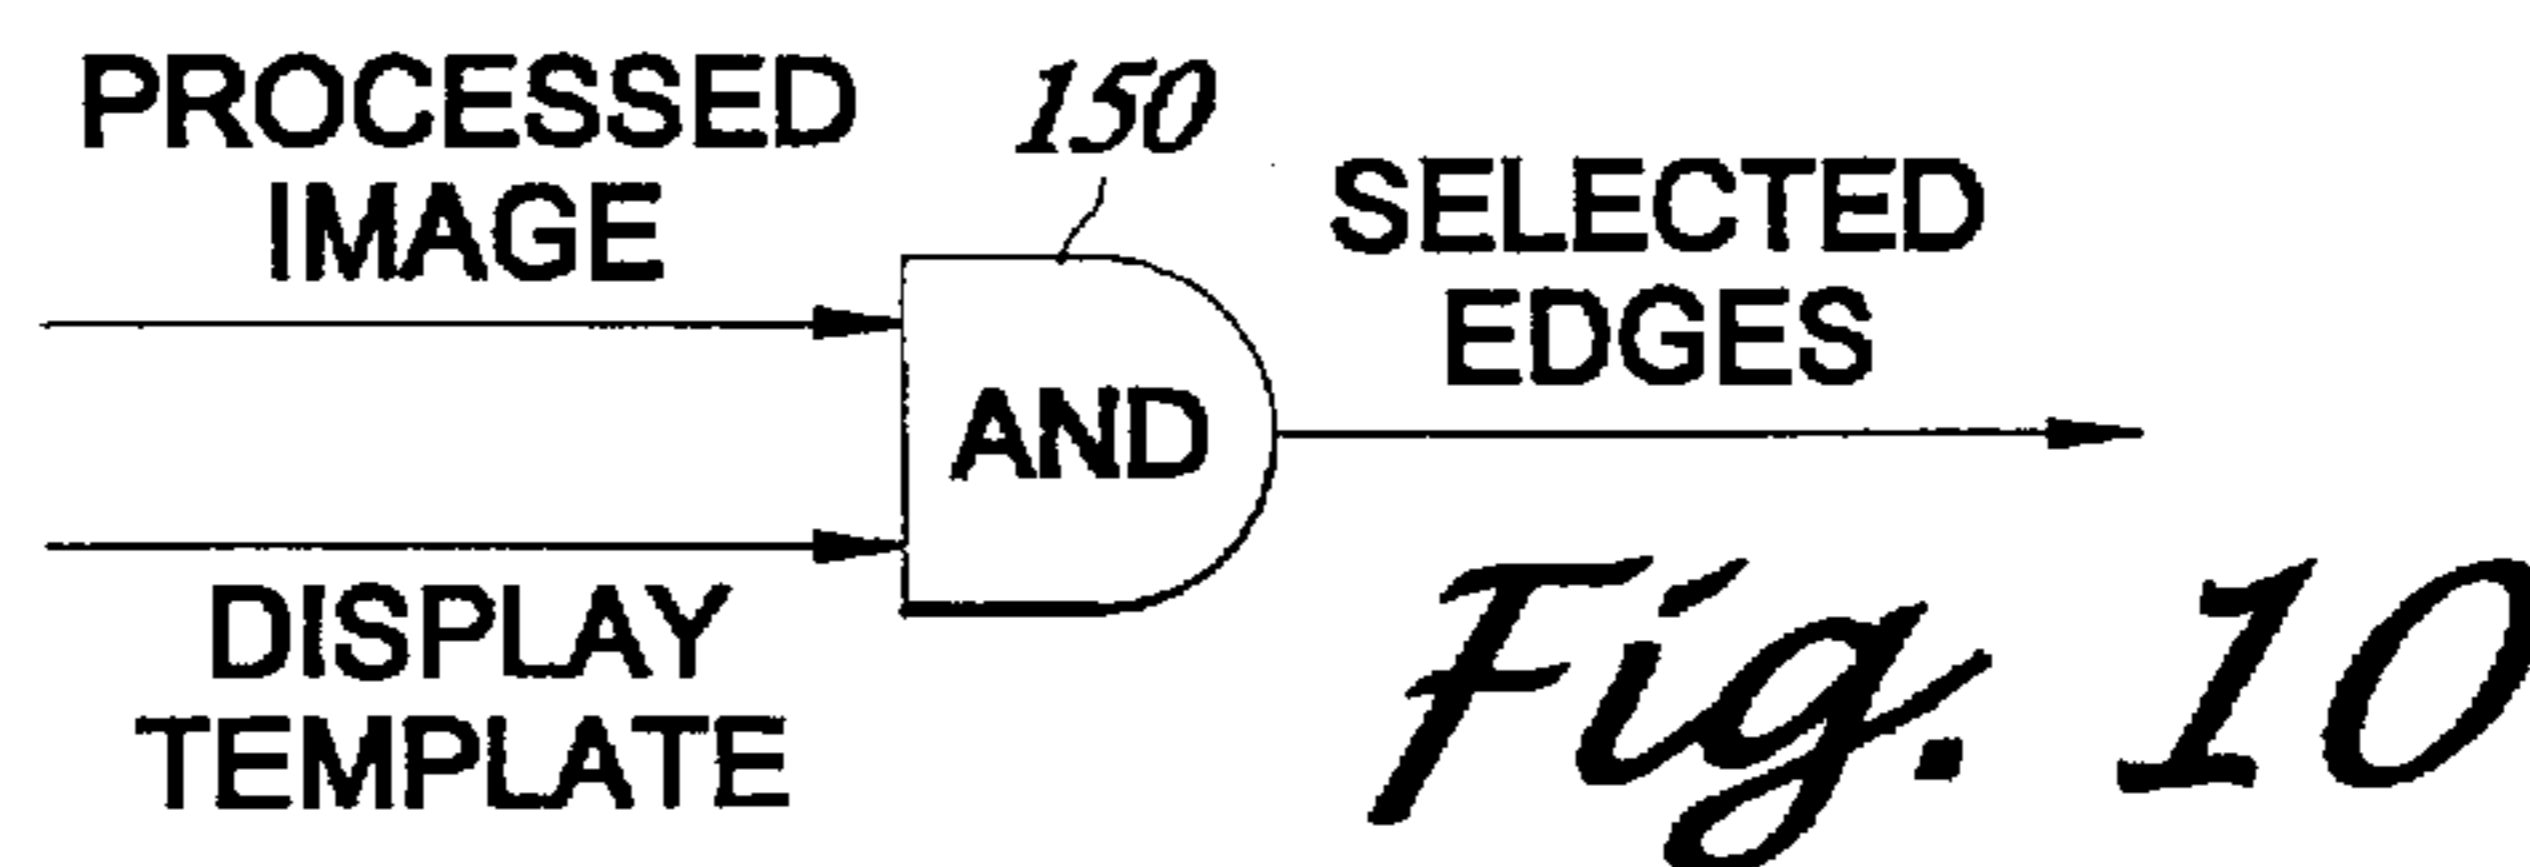 PROCESSED
IMAGE
150
SELECTED
EDGES
AND
DISPLAY
TEMPLATE
Fig. 10